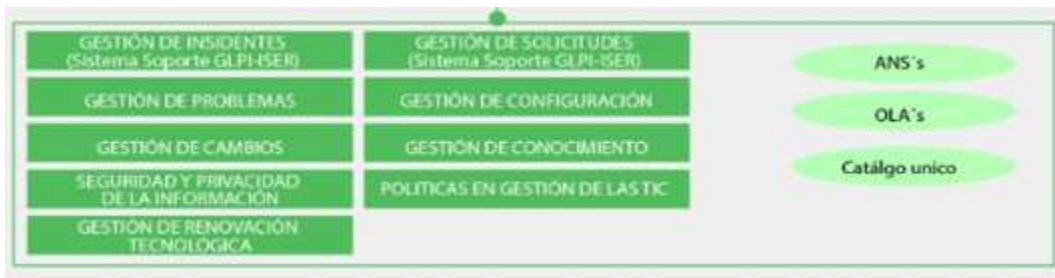 GESTIÓN DE INSIDENTES
(Sistema Soporte GLPI-ISER)
GESTIÓN DE SOLICITUDES
(Sistema Soporte GLPI-ISER)
GESTIÓN DE PROBLEMAS
GESTIÓN DE CONFIGURACIÓN
GESTIÓN DE CAMBIOS
GESTIÓN DE CONOCIMIENTO
SEGURIDAD Y PRIVACIDAD
DE LA INFORMACIÓN
POLITICAS EN GESTIÓN DE LAS TIC
GESTIÓN DE RENOVACIÓN
TECNOLÓGICA
ANS´s
OLA´s
Catálgo unico